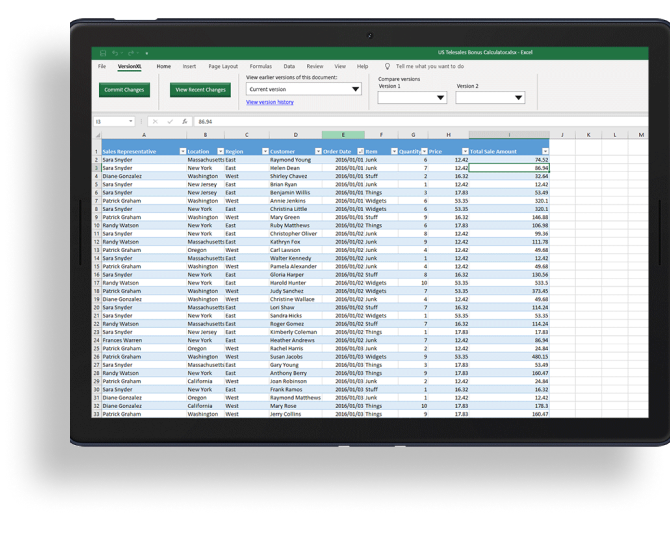 US Telesales Bonus Calculator.xlsx - Excel
File VersionXL Home Insert Page Layout Formulas Data Review View Help Tell me what you want to do
Commit Changes
View Recent Changes
View earlier versions of this document:
Current version
View version history
Compare versions
Version 1 Version 2
I3 fx 86.94
A B C D E F G H I J K L M
1 Sales Representative Location Region Customer Order Date Item Quantity Price Total Sale Amount
2 Sara Snyder Massachusetts East Raymond Young 2016/01/01 Junk 6 12.42 74.52
3 Sara Snyder New York East Helen Dean 2016/01/01 Junk 7 12.42 86.94
4 Diane Gonzalez Washington West Shirley Chavez 2016/01/01 Stuff 2 16.32 32.64
5 Sara Snyder New Jersey East Brian Ryan 2016/01/01 Junk 1 12.42 12.42
6 Sara Snyder New Jersey East Benjamin Willis 2016/01/01 Things 3 17.83 53.49
7 Patrick Graham Washington West Annie Jenkins 2016/01/01 Widgets 6 53.35 320.1
8 Sara Snyder New York East Christina Little 2016/01/01 Widgets 6 53.35 320.1
9 Patrick Graham Washington West Mary Green 2016/01/01 Stuff 9 16.32 146.88
10 Randy Watson New York East Ruby Matthews 2016/01/02 Things 6 17.83 106.98
11 Sara Snyder New York East Christopher Oliver 2016/01/02 Junk 8 12.42 99.36
12 Randy Watson Massachusetts East Kathryn Fox 2016/01/02 Junk 9 12.42 111.78
13 Patrick Graham Oregon West Carl Lawson 2016/01/02 Junk 4 12.42 49.68
14 Sara Snyder Massachusetts East Walter Kennedy 2016/01/02 Junk 1 12.42 12.42
15 Patrick Graham Washington West Pamela Alexander 2016/01/02 Junk 4 12.42 49.68
16 Sara Snyder New York East Gloria Harper 2016/01/02 Stuff 8 16.32 130.56
17 Randy Watson New York East Harold Hunter 2016/01/02 Widgets 10 53.35 533.5
18 Patrick Graham Washington West Judy Sanchez 2016/01/02 Widgets 7 53.35 373.45
19 Diane Gonzalez Washington West Christine Wallace 2016/01/02 Junk 4 12.42 49.68
20 Sara Snyder Massachusetts East Lori Shaw 2016/01/02 Stuff 7 16.32 114.24
21 Sara Snyder New York East Sandra Hicks 2016/01/02 Widgets 1 53.35 53.35
22 Randy Watson Massachusetts East Roger Gomez 2016/01/02 Stuff 7 16.32 114.24
23 Sara Snyder New Jersey East Kimberly Coleman 2016/01/02 Things 1 17.83 17.83
24 Frances Warren New York East Heather Andrews 2016/01/02 Junk 7 12.42 86.94
25 Patrick Graham Oregon West Rachel Harris 2016/01/03 Junk 2 12.42 24.84
26 Patrick Graham Washington West Susan Jacobs 2016/01/03 Widgets 9 53.35 480.15
27 Sara Snyder Massachusetts East Gary Young 2016/01/03 Things 3 17.83 53.49
28 Randy Watson New York East Anthony Berry 2016/01/03 Things 9 17.83 160.47
29 Patrick Graham California West Joan Robinson 2016/01/03 Junk 2 12.42 24.84
30 Sara Snyder New York East Frank Ramos 2016/01/03 Stuff 1 16.32 16.32
31 Diane Gonzalez Oregon West Raymond Matthews 2016/01/03 Junk 1 12.42 12.42
32 Diane Gonzalez California West Mary Rose 2016/01/03 Things 10 17.83 178.3
33 Patrick Graham Washington West Jerry Collins 2016/01/03 Things 9 17.83 160.47